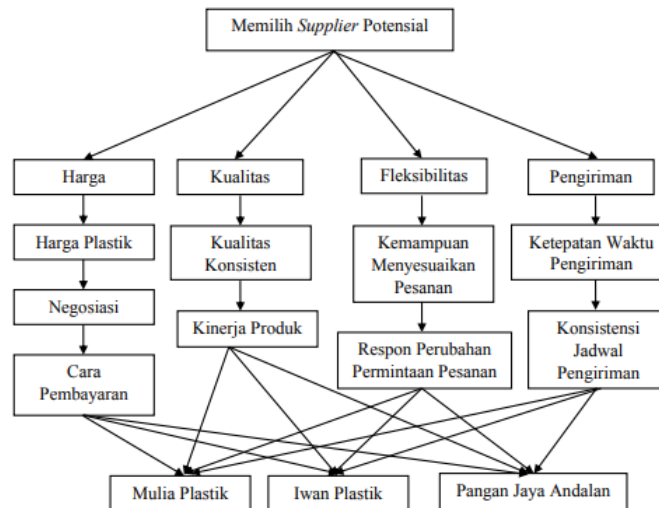 Memilih Supplier Potensial
Harga
Kualitas
Fleksibilitas
Pengiriman
Harga Plastik
Kualitas
Konsisten
Kemampuan
Menyesuaikan
Pesanan
Ketepatan Waktu
Pengiriman
Negosiasi
Kinerja Produk
Respon Perubahan
Permintaan Pesanan
Konsistensi
Jadwal
Pengiriman
Cara
Pembayaran
Mulia Plastik
Iwan Plastik
Pangan Jaya Andalan